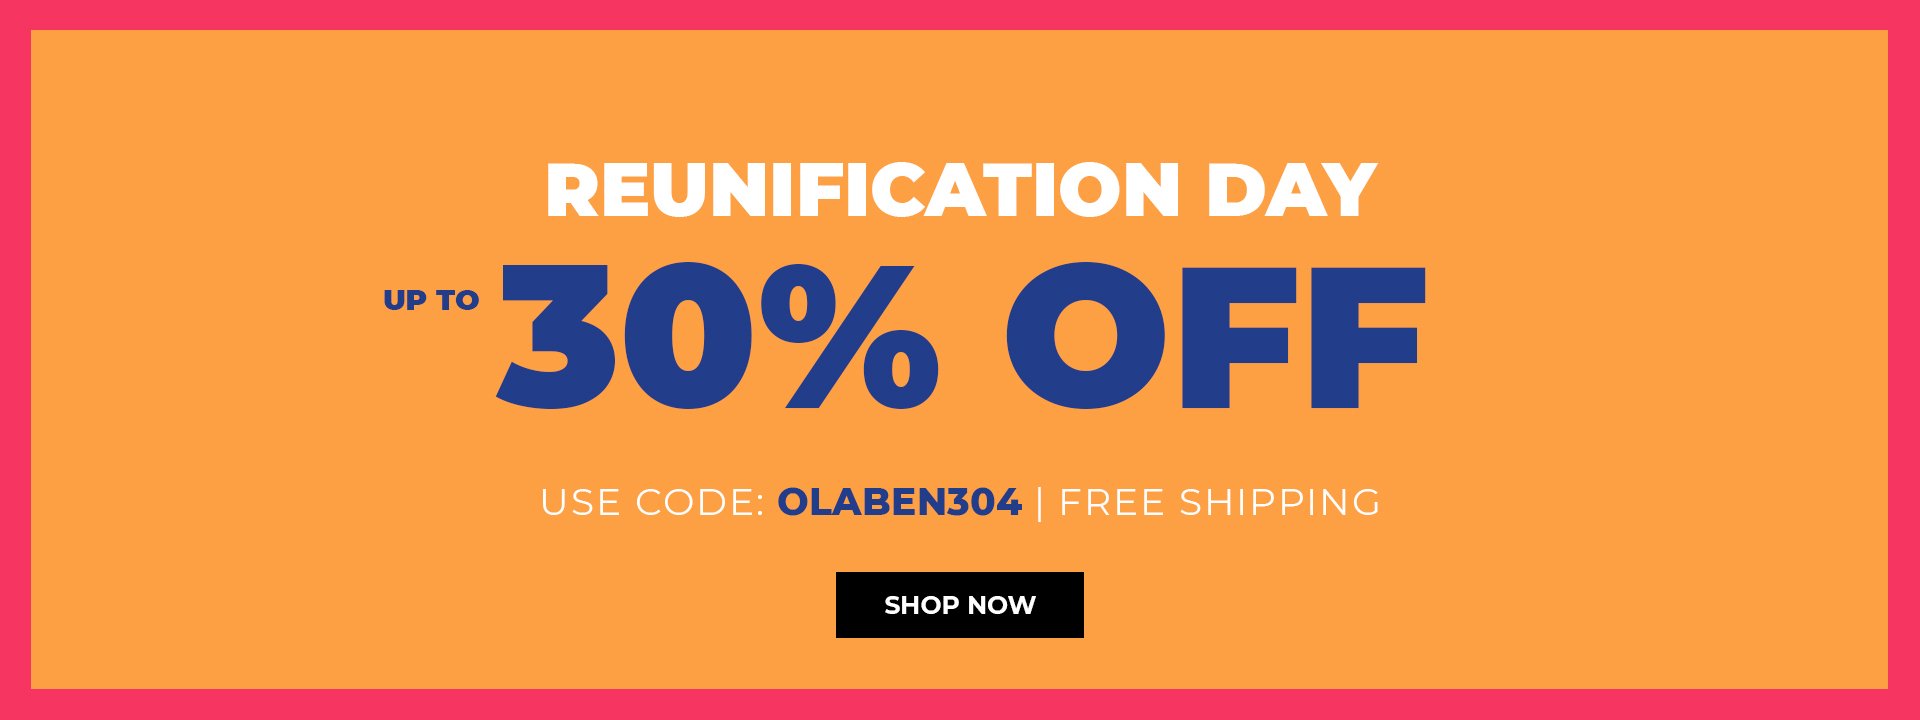 REUNIFICATION DAY
UP TO 30% OFF
USE CODE: OLABEN304 | FREE SHIPPING
SHOP NOW